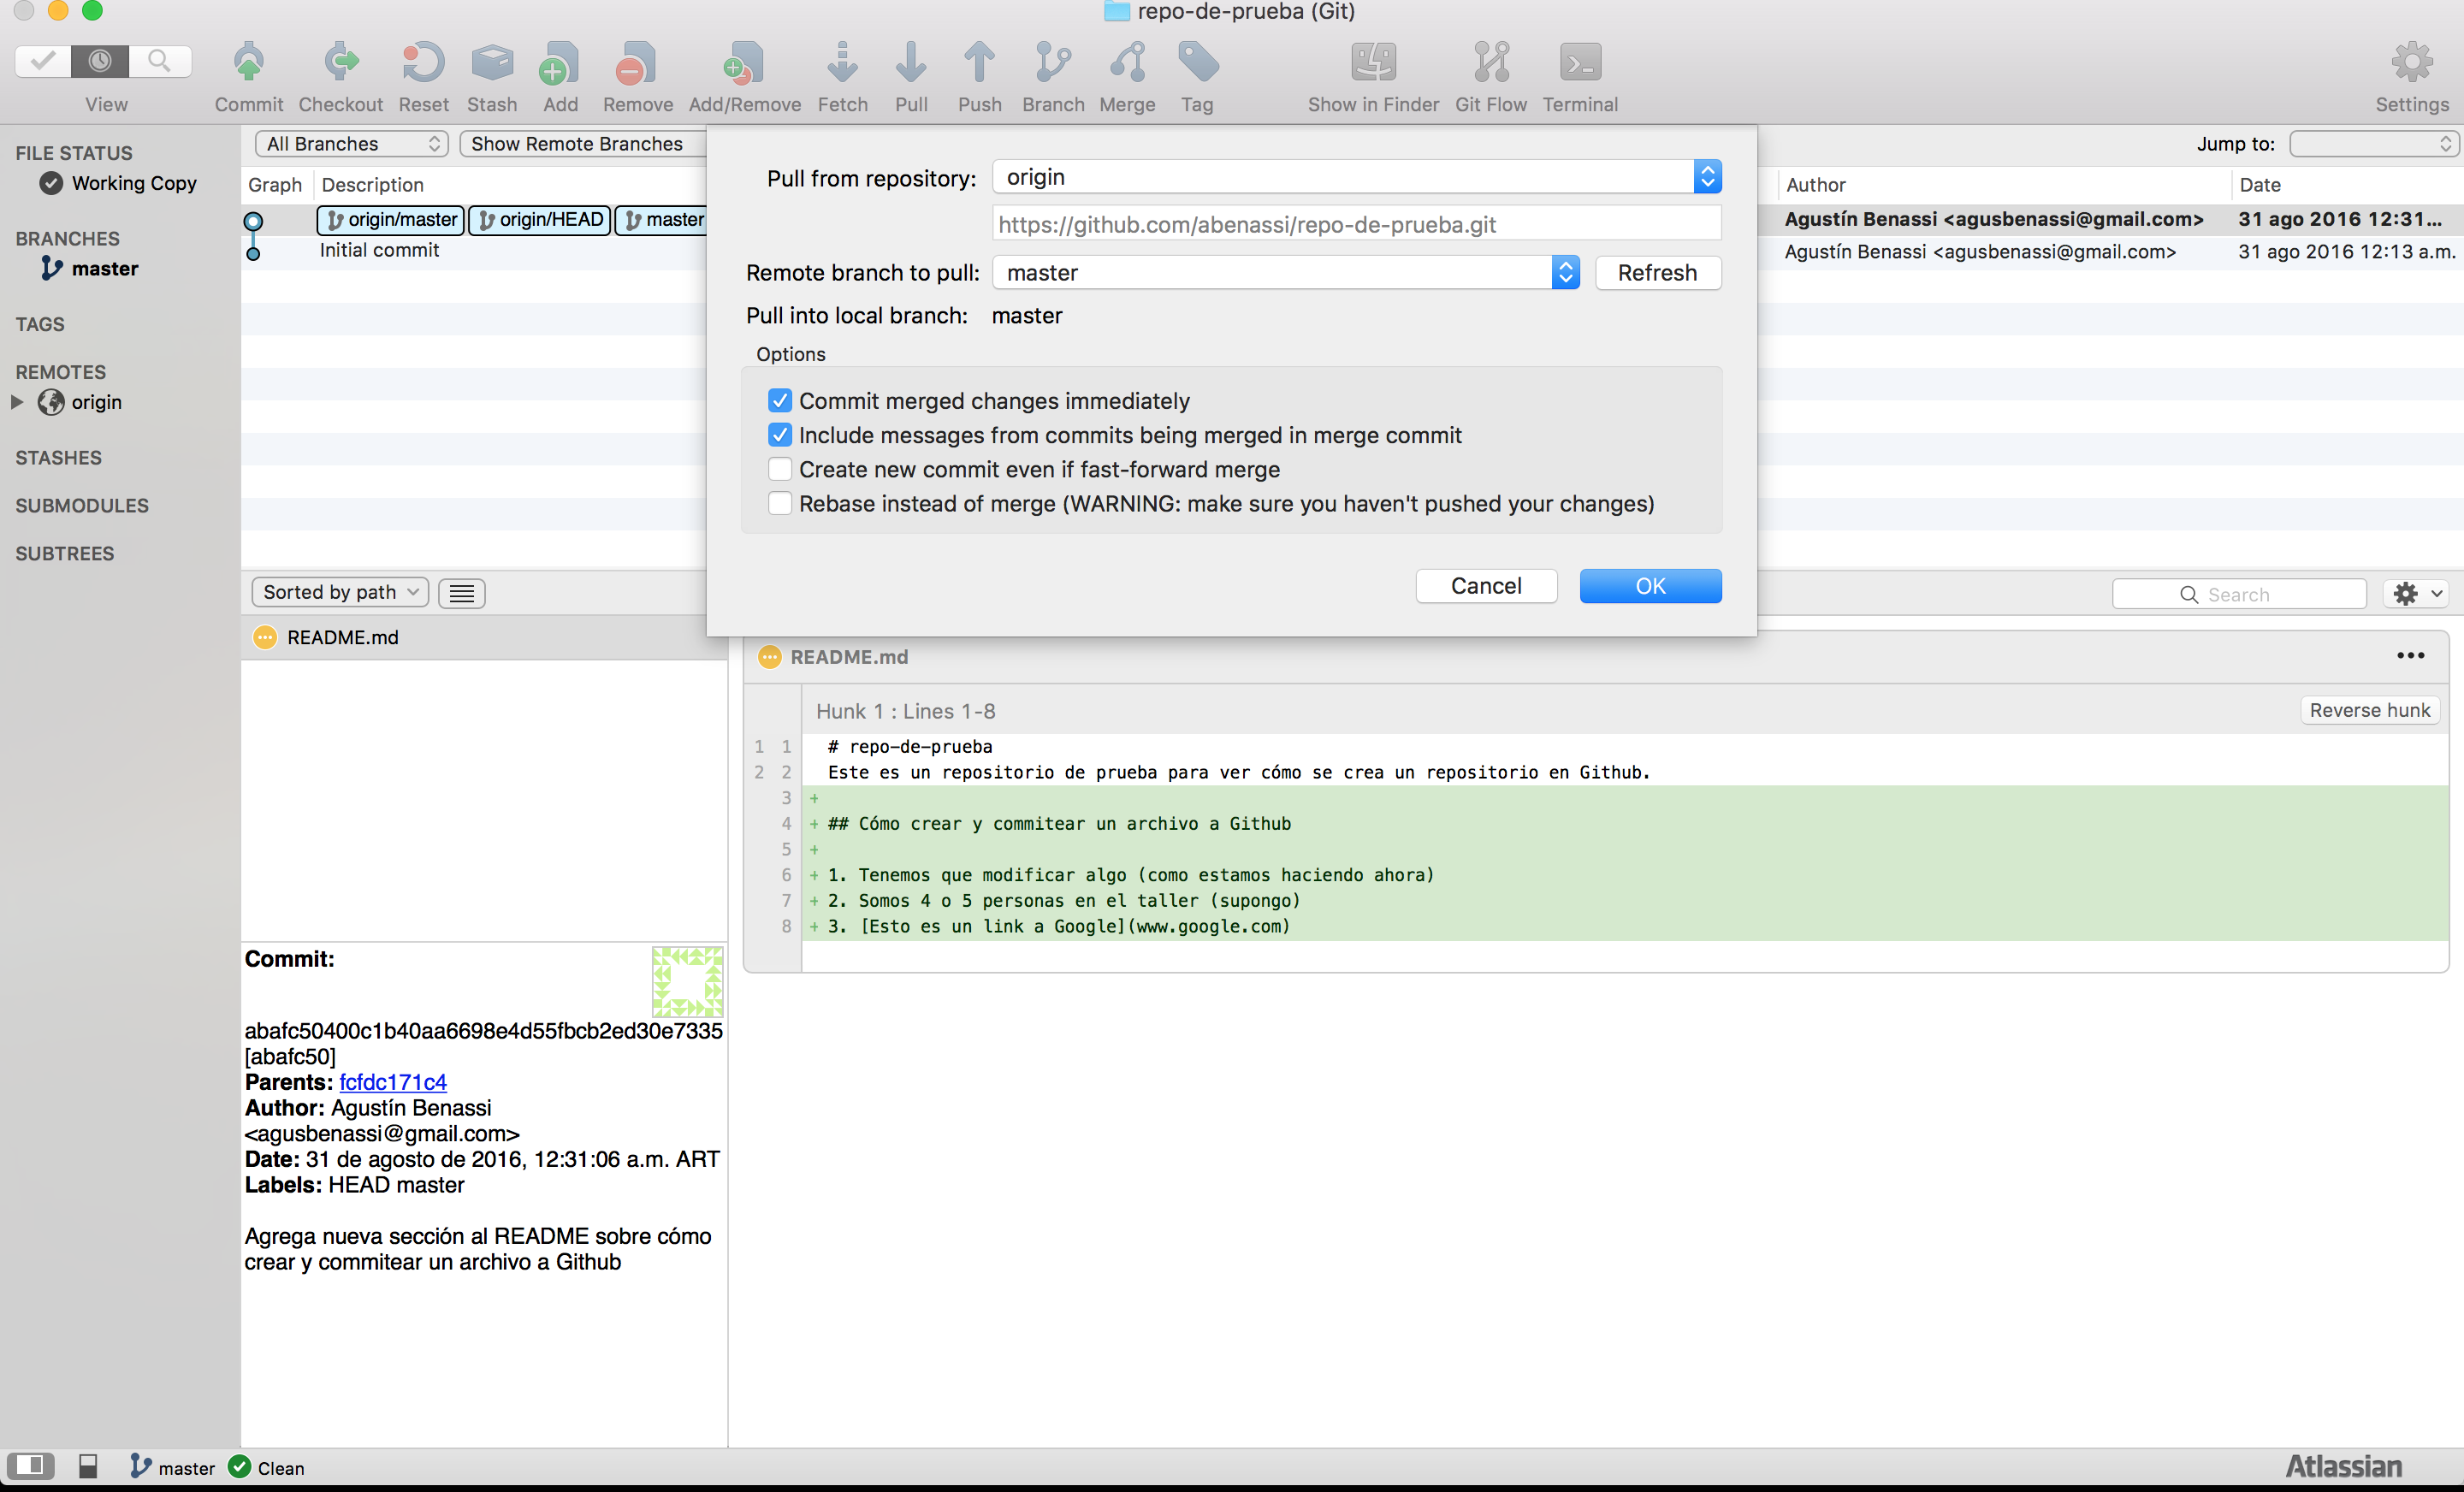 repo-de-prueba (Git)
View
Commit Checkout Reset Stash Add Remove Add/Remove Fetch Pull Push Branch Merge Tag Show in Finder Git Flow Terminal Settings
FILE STATUS
Working Copy
BRANCHES
master
TAGS
REMOTES
origin
STASHES
SUBMODULES
SUBTREES
All Branches Show Remote Branches
Jump to:
Graph Description Author Date
origin/master origin/HEAD master Agustín Benassi <agusbenassi@gmail.com> 31 ago 2016 12:31...
Initial commit Agustín Benassi <agusbenassi@gmail.com> 31 ago 2016 12:13 a.m.
Pull from repository: origin
https://github.com/abenassi/repo-de-prueba.git
Remote branch to pull: master Refresh
Pull into local branch: master
Options
Commit merged changes immediately
Include messages from commits being merged in merge commit
Create new commit even if fast-forward merge
Rebase instead of merge (WARNING: make sure you haven't pushed your changes)
Cancel OK
Sorted by path
Search
README.md
README.md
Hunk 1 : Lines 1-8 Reverse hunk
1 1 # repo-de-prueba
2 2 Este es un repositorio de prueba para ver cómo se crea un repositorio en Github.
3 +
4 + ## Cómo crear y commitear un archivo a Github
5 +
6 + 1. Tenemos que modificar algo (como estamos haciendo ahora)
7 + 2. Somos 4 o 5 personas en el taller (supongo)
8 + 3. [Esto es un link a Google](www.google.com)
Commit:
abafc50400c1b40aa6698e4d55fbcb2ed30e7335
[abafc50]
Parents: fcfdc171c4
Author: Agustín Benassi
<agusbenassi@gmail.com>
Date: 31 de agosto de 2016, 12:31:06 a.m. ART
Labels: HEAD master
Agrega nueva sección al README sobre cómo
crear y commitear un archivo a Github
master Clean
Atlassian